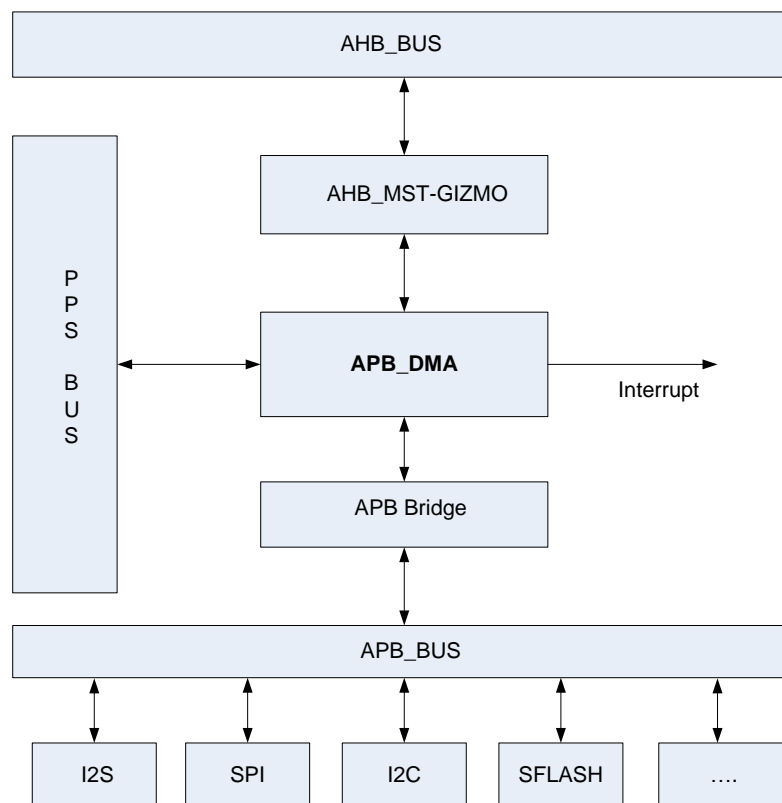 AHB_BUS
AHB_MST-GIZMO
P
P
S
B
U
S
APB_DMA
Interrupt
APB Bridge
APB_BUS
I2S
SPI
I2C
SFLASH
....